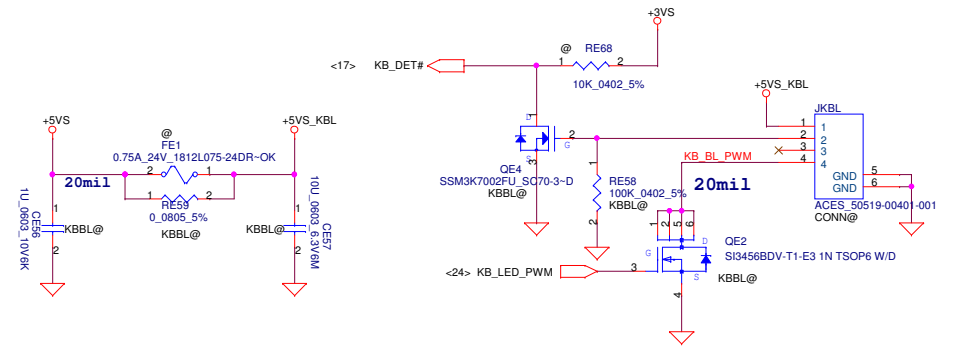 +3VS
@
RE68
<17>
KB_DET#
1
2
10K_0402_5%
+5VS_KBL
JKBL
1
2
3
4
1
2
3
4
KB_BL_PWM
GND
GND
5
6
ACES_50519-00401-001
CONN@
D
1
2
G
S
3
QE4
SSM3K7002FU_SC70-3~D
KBBL@
1
RE58
100K_0402_5%
KBBL@
2
20mil
1
2
5
6
D
QE2
SI3456BDV-T1-E3 1N TSOP6 W/D
G
S
3
4
KBBL@
<24>
KB_LED_PWM
+5VS
+5VS_KBL
@
FE1
0.75A_24V_1812L075-24DR~OK
2
1
20mil
2
1
RE59
0_0805_5%
KBBL@
1
2
KBBL@
CE56
1U_0603_10V6K
1
2
KBBL@
CE57
10U_0603_6.3V6M